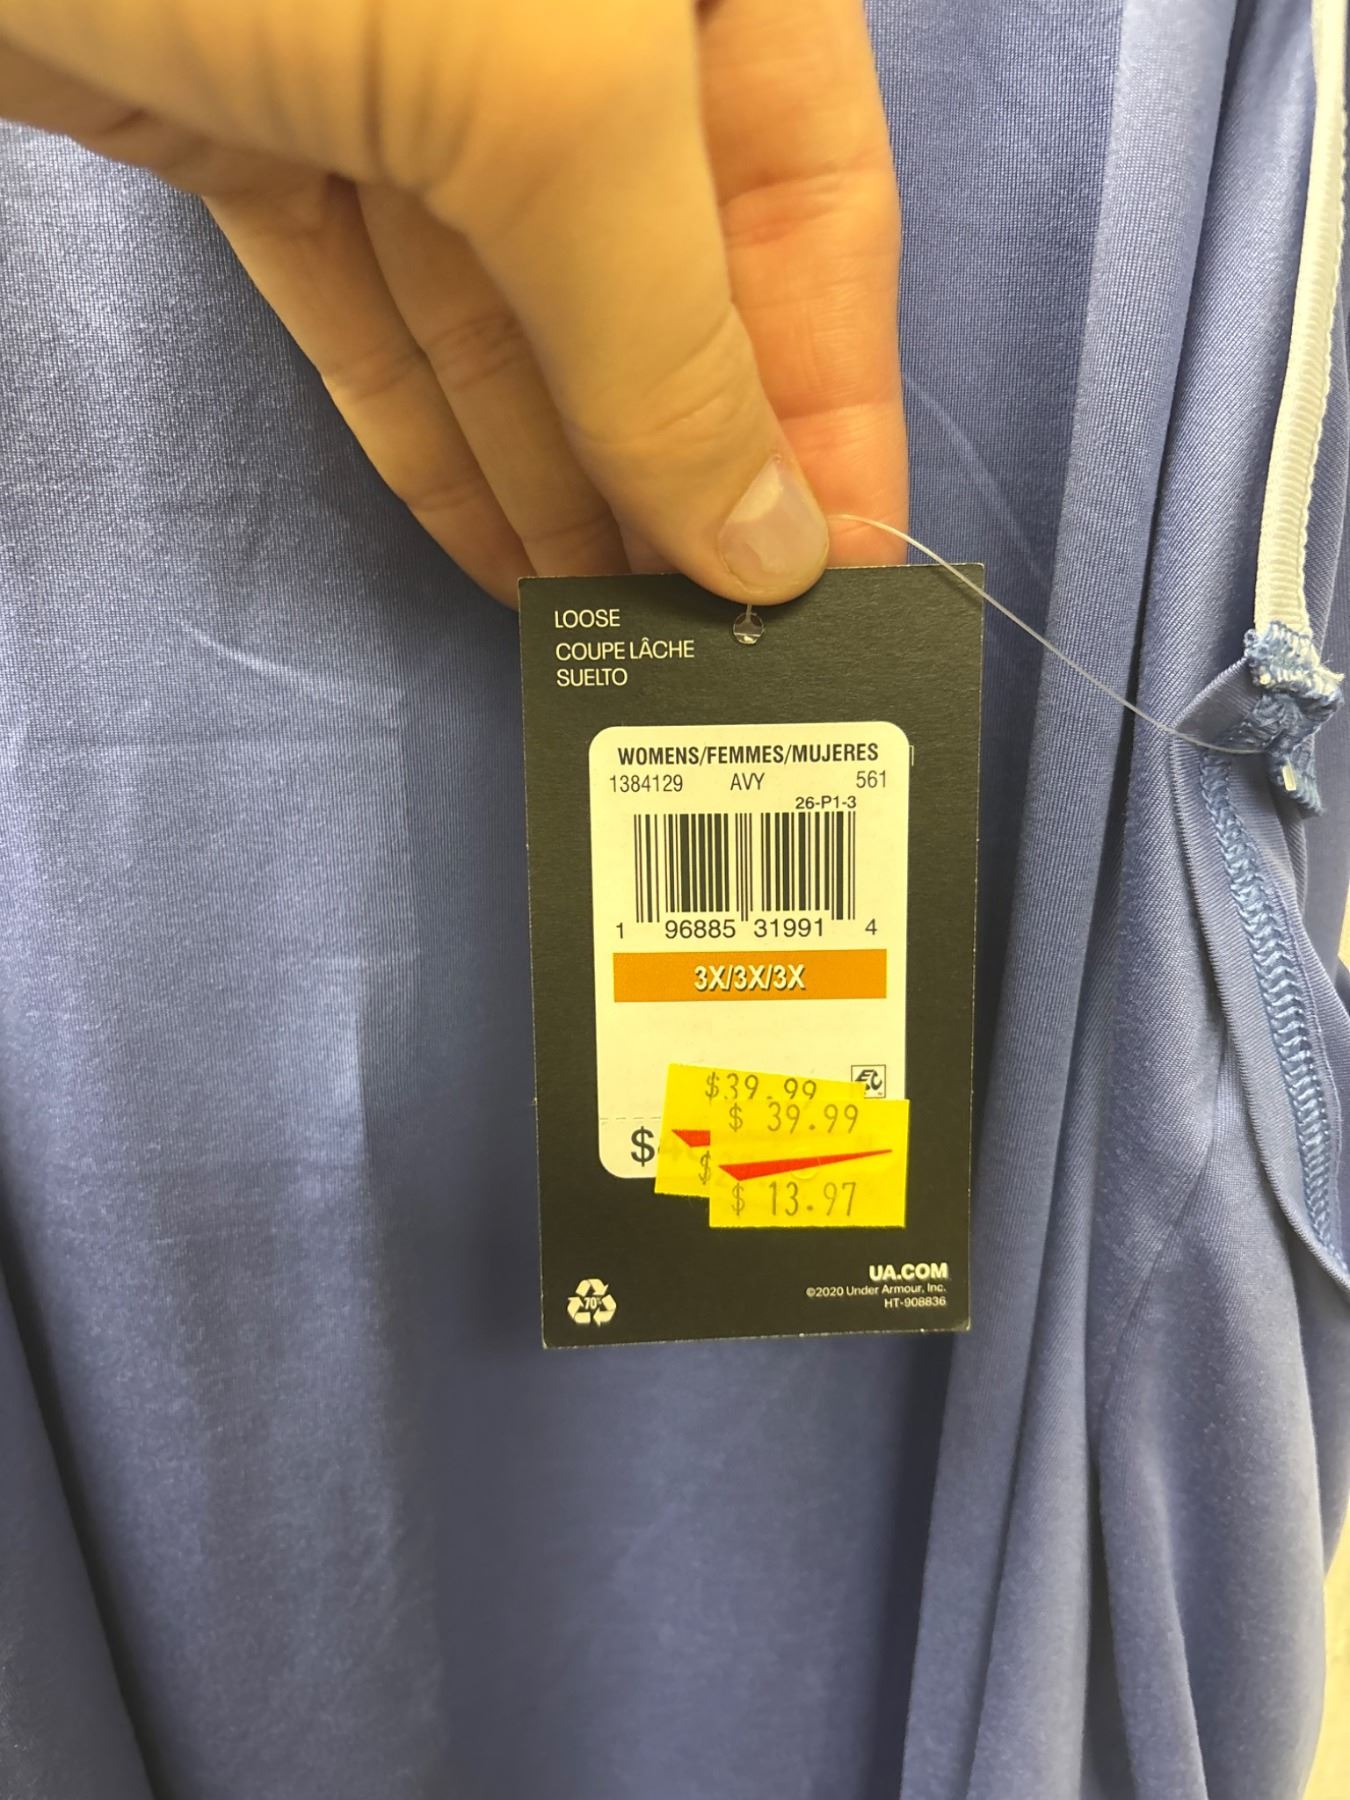 LOOSE
COUPE LÂCHE
SUELTO
WOMENS/FEMMES/MUJERES
1384129 AVY 561
26-P1-3
1 96885 31991 4
3X/3X/3X
$39.99
$ 39.99
$
$
$ 13.97
70%
UA.COM
©2020 Under Armour, Inc.
HT-908836